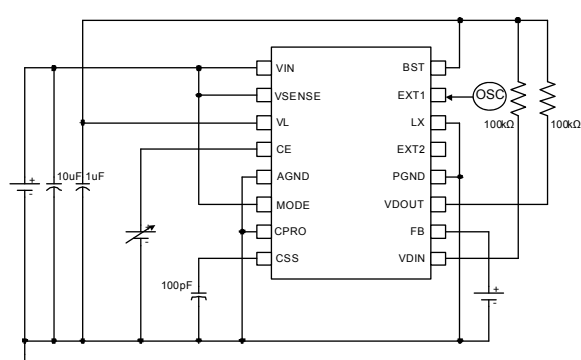 VIN
BST
VSENSE
EXT1
OSC
VL
LX
100kΩ
100kΩ
CE
EXT2
AGND
PGND
+
10uF
1uF
-
MODE
VDOUT
+
-
CPRO
FB
CSS
VDIN
100pF
+
-